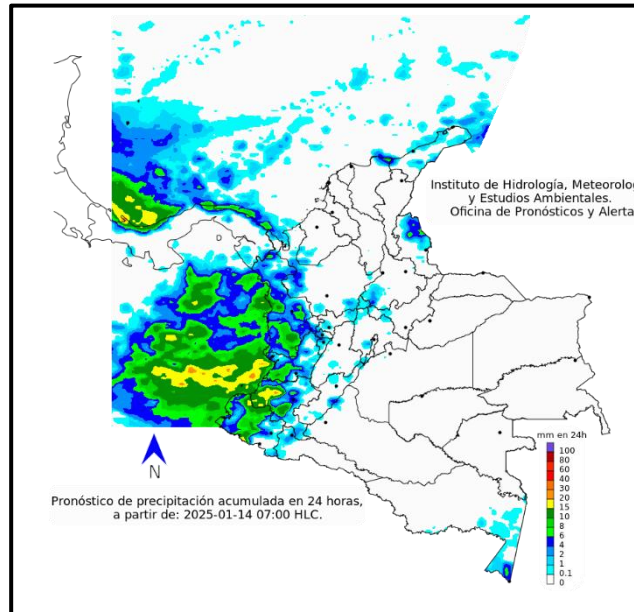 Instituto de Hidrología, Meteorolog
y Estudios Ambientales.
Oficina de Pronósticos y Alerta
mm en 24h
100
80
60
40
30
20
15
10
8
6
4
2
1
0.1
0
N
Pronóstico de precipitación acumulada en 24 horas,
a partir de: 2025-01-14 07:00 HLC.